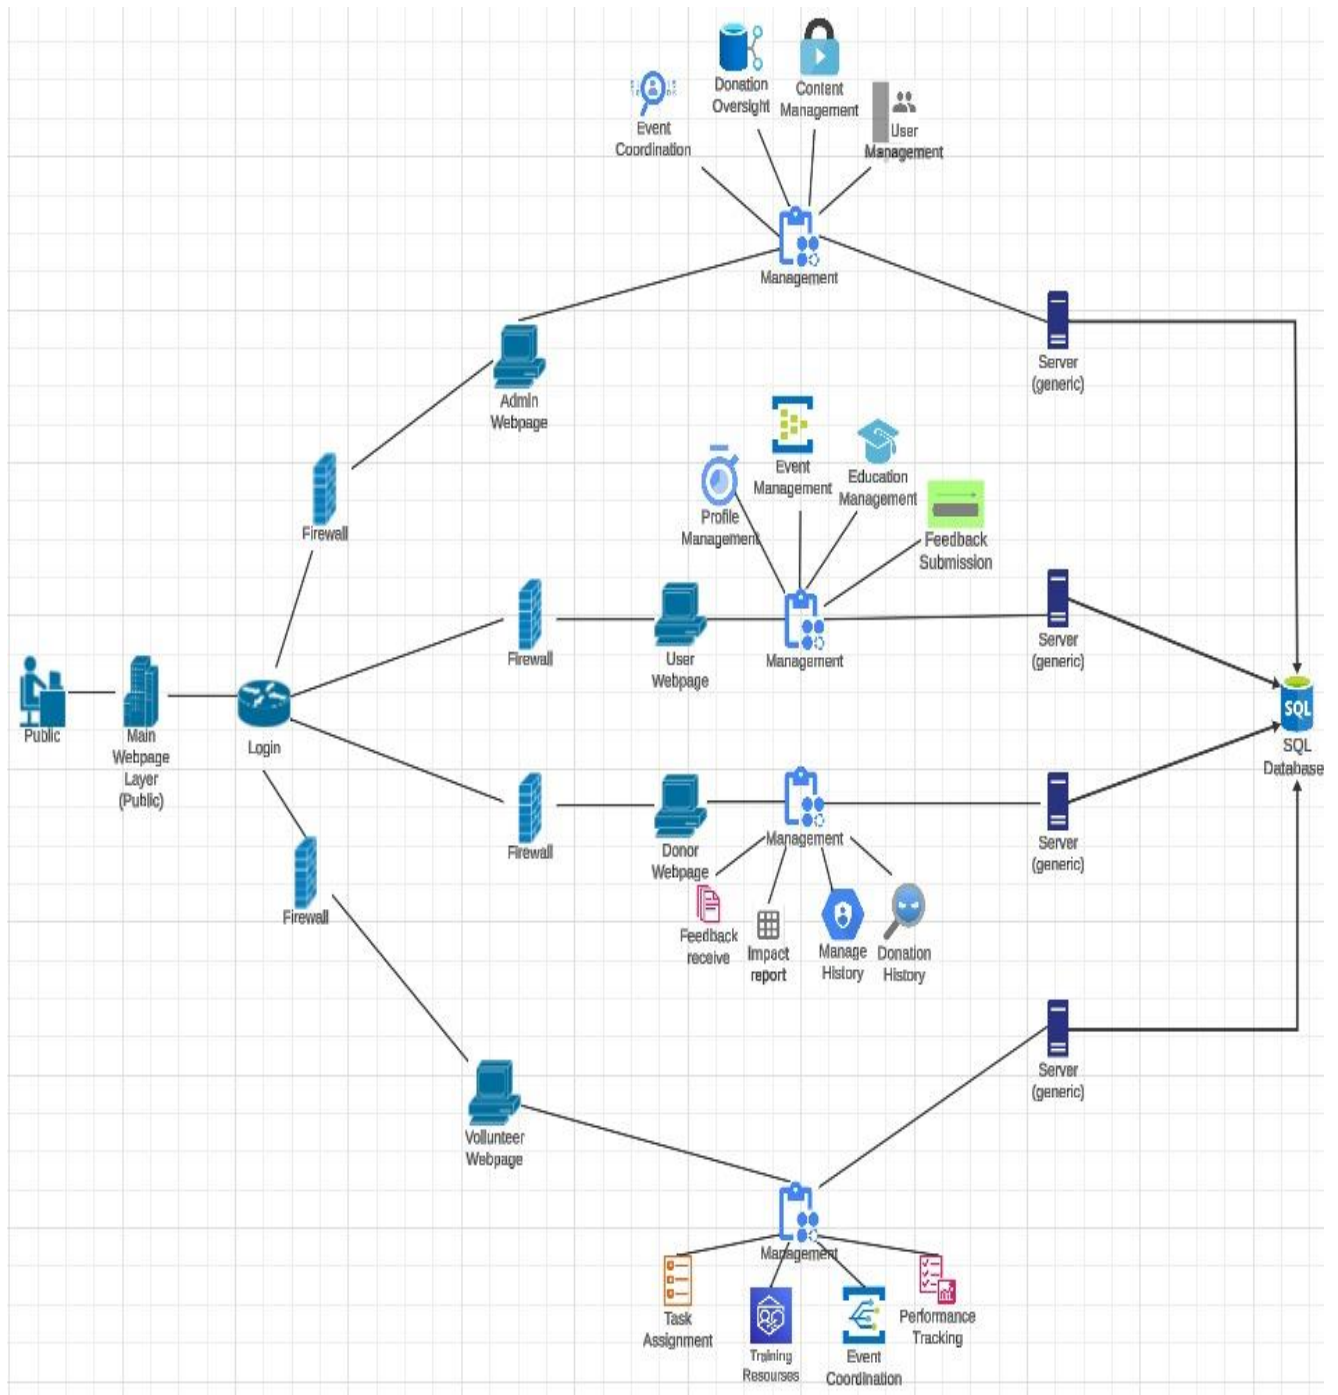 Donation
Oversight
Content
Management
Event
Coordination
User
Management
Management
Server
(generic)
Admin
Webpage
Event
Management
Education
Management
Profile
Management
Feedback
Submission
Firewall
Firewall
User
Webpage
Management
Server
(generic)
Public
Main
Webpage
Layer
(Public)
Login
SQL
SQL
Database
Firewall
Donor
Webpage
Management
Server
(generic)
Firewall
Feedback
receive
Impact
report
Manage
History
Donation
History
Server
(generic)
Vollunteer
Webpage
Management
Task
Assignment
Training
Resourses
Event
Coordination
Performance
Tracking